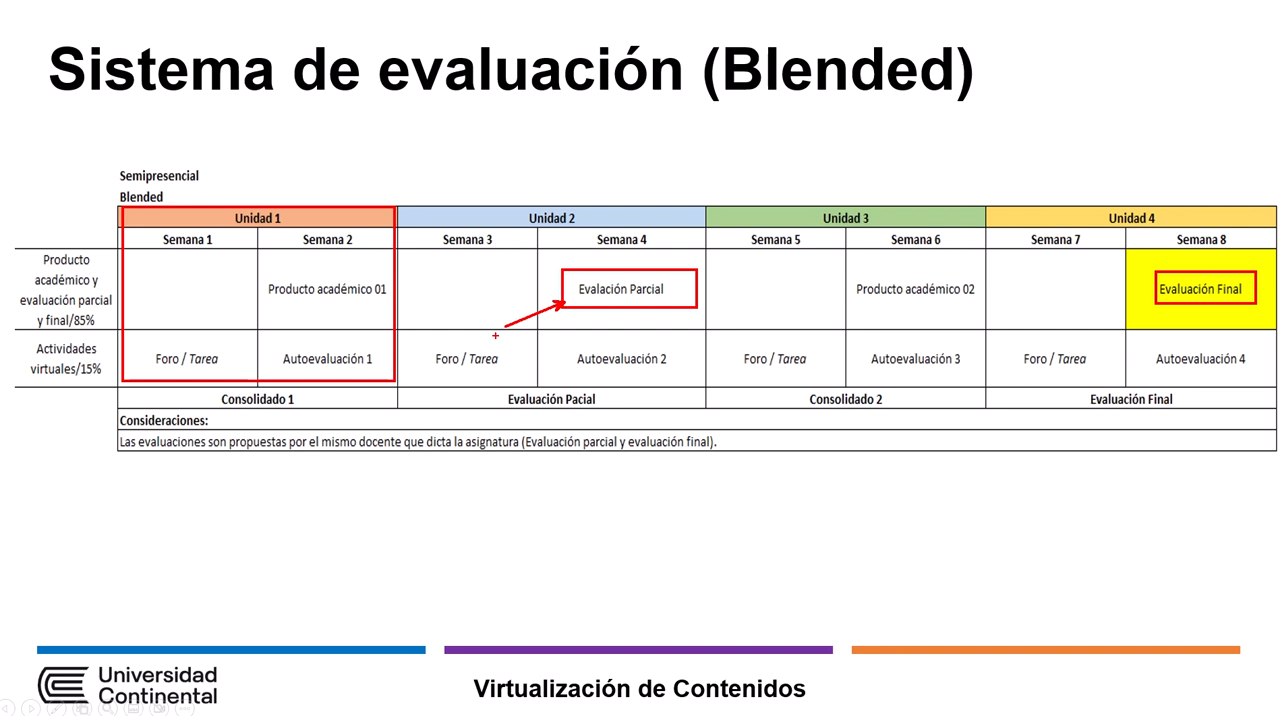 Sistema de evaluación (Blended)
Semipresencial
Blended
Unidad 1 Unidad 2 Unidad 3 Unidad 4
Semana 1 Semana 2 Semana 3 Semana 4 Semana 5 Semana 6 Semana 7 Semana 8
Producto
académico y
evaluación parcial
y final/85%
Producto académico 01 Evalación Parcial Producto académico 02 Evaluación Final
Actividades
virtuales/15%
Foro / Tarea Autoevaluación 1 Foro / Tarea Autoevaluación 2 Foro / Tarea Autoevaluación 3 Foro / Tarea Autoevaluación 4
Consolidado 1 Evaluación Pacial Consolidado 2 Evaluación Final
Consideraciones:
Las evaluaciones son propuestas por el mismo docente que dicta la asignatura (Evaluación parcial y evaluación final).
Universidad
Continental
Virtualización de Contenidos